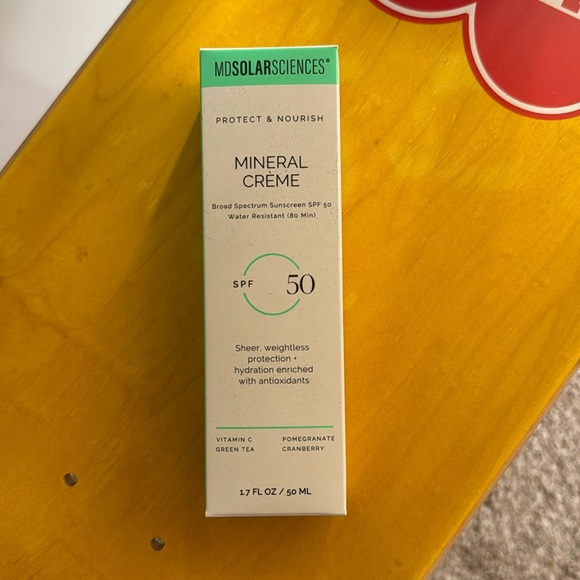 MDSOLARSCIENCES®
PROTECT & NOURISH
MINERAL
CRÈME
Broad Spectrum Sunscreen SPF 50
Water Resistant (80 Min)
SPF 50
Sheer, weightless
protection +
hydration enriched
with antioxidants
VITAMIN C POMEGRANATE
GREEN TEA CRANBERRY
1.7 FL OZ / 50 ML